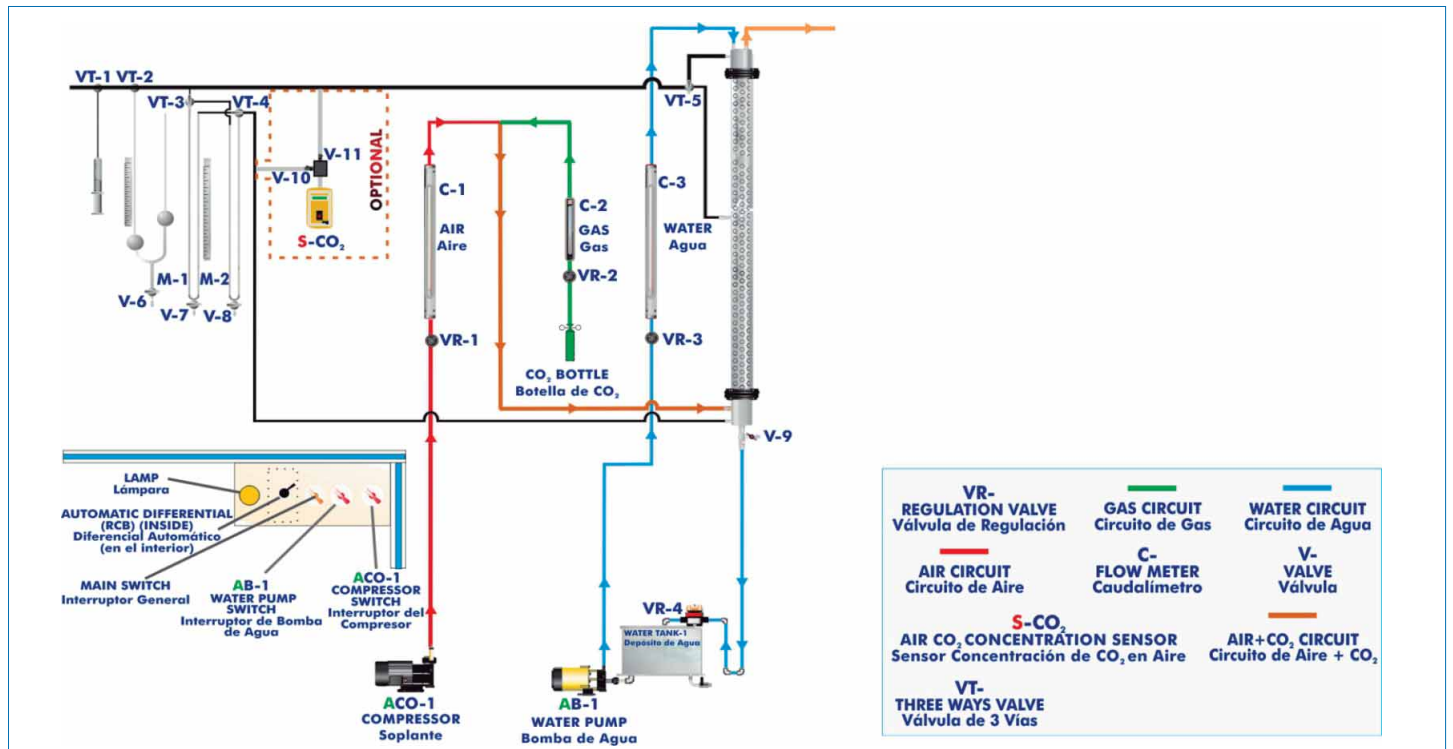 VT-1 VT-2
VT-3
VT-4
V-11
V-10
OPTIONAL
S-CO₂
M-1
M-2
V-6
V-7
V-8
C-1
AIR
Aire
VR-1
C-2
GAS
Gas
VR-2
CO₂ BOTTLE
Botella de CO₂
C-3
WATER
Agua
VR-3
VT-5
V-9
LAMP
Lámpara
AUTOMATIC DIFFERENTIAL
(RCB) (INSIDE)
Diferencial Automático
(en el interior)
MAIN SWITCH
Interruptor General
AB-1
WATER PUMP
SWITCH
Interruptor de Bomba
de Agua
ACO-1
COMPRESSOR
SWITCH
Interruptor del
Compresor
ACO-1
COMPRESSOR
Soplante
AB-1
WATER PUMP
Bomba de Agua
VR-4
WATER TANK-1
Depósito de Agua
VR-
REGULATION VALVE
Válvula de Regulación
GAS CIRCUIT
Circuito de Gas
WATER CIRCUIT
Circuito de Agua
AIR CIRCUIT
Circuito de Aire
C-
FLOW METER
Caudalímetro
V-
VALVE
Válvula
S-CO₂
AIR CO₂ CONCENTRATION SENSOR
Sensor Concentración de CO₂ en Aire
AIR+CO₂ CIRCUIT
Circuito de Aire + CO₂
VT-
THREE WAYS VALVE
Válvula de 3 Vías